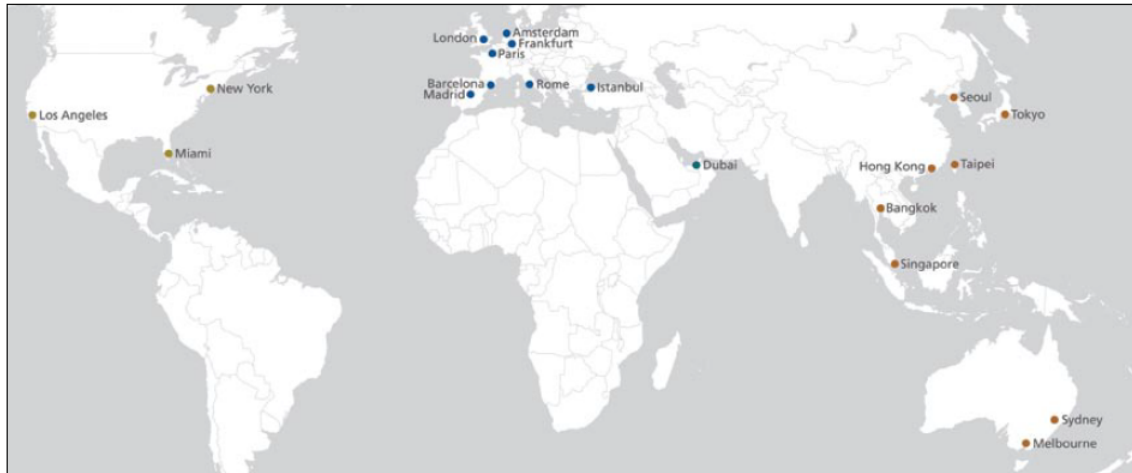 London
Amsterdam
Frankfurt
Paris
Barcelona
Madrid
Rome
Istanbul
New York
Los Angeles
Miami
Dubai
Seoul
Tokyo
Hong Kong
Taipei
Bangkok
Singapore
Sydney
Melbourne